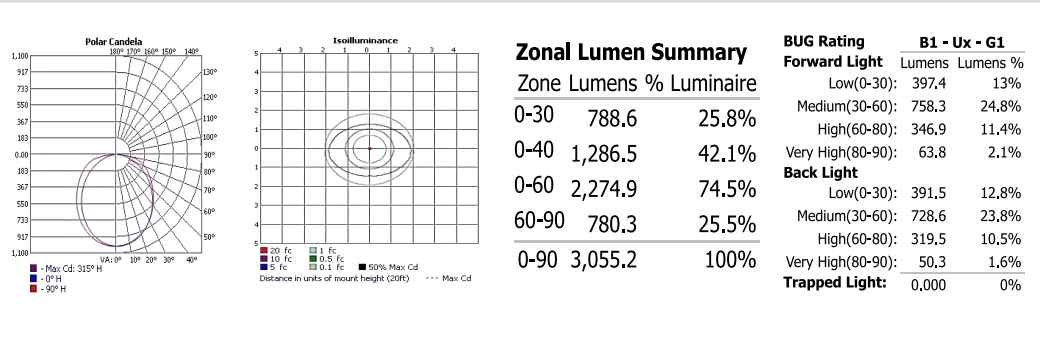 Polar Candela
180° 170° 160° 150° 140°
1,100
917
733
550
367
183
0.00
183
367
550
733
917
1,100
130°
120°
110°
100°
90°
80°
70°
60°
50°
VA: 0° 10° 20° 30° 40°
- Max Cd: 315° H
- 0° H
- 90° H
Isoilluminance
4 3 2 1 0 1 2 3 4
5
4
3
2
1
0
1
2
3
4
5
20 fc 1 fc
10 fc 0.5 fc
5 fc 0.1 fc 50% Max Cd
Distance in units of mount height (20ft) --- Max Cd
Zonal Lumen Summary
Zone Lumens % Luminaire
0-30 788.6 25.8%
0-40 1,286.5 42.1%
0-60 2,274.9 74.5%
60-90 780.3 25.5%
0-90 3,055.2 100%
BUG Rating B1 - Ux - G1
Forward Light Lumens Lumens %
Low(0-30): 397.4 13%
Medium(30-60): 758.3 24.8%
High(60-80): 346.9 11.4%
Very High(80-90): 63.8 2.1%
Back Light
Low(0-30): 391.5 12.8%
Medium(30-60): 728.6 23.8%
High(60-80): 319.5 10.5%
Very High(80-90): 50.3 1.6%
Trapped Light: 0.000 0%